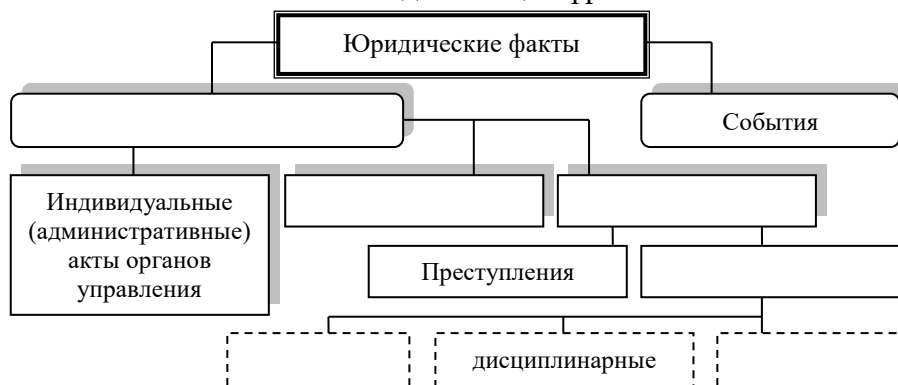 Юридические факты
События
Индивидуальные
(административные)
акты органов
управления
Преступления
дисциплинарные